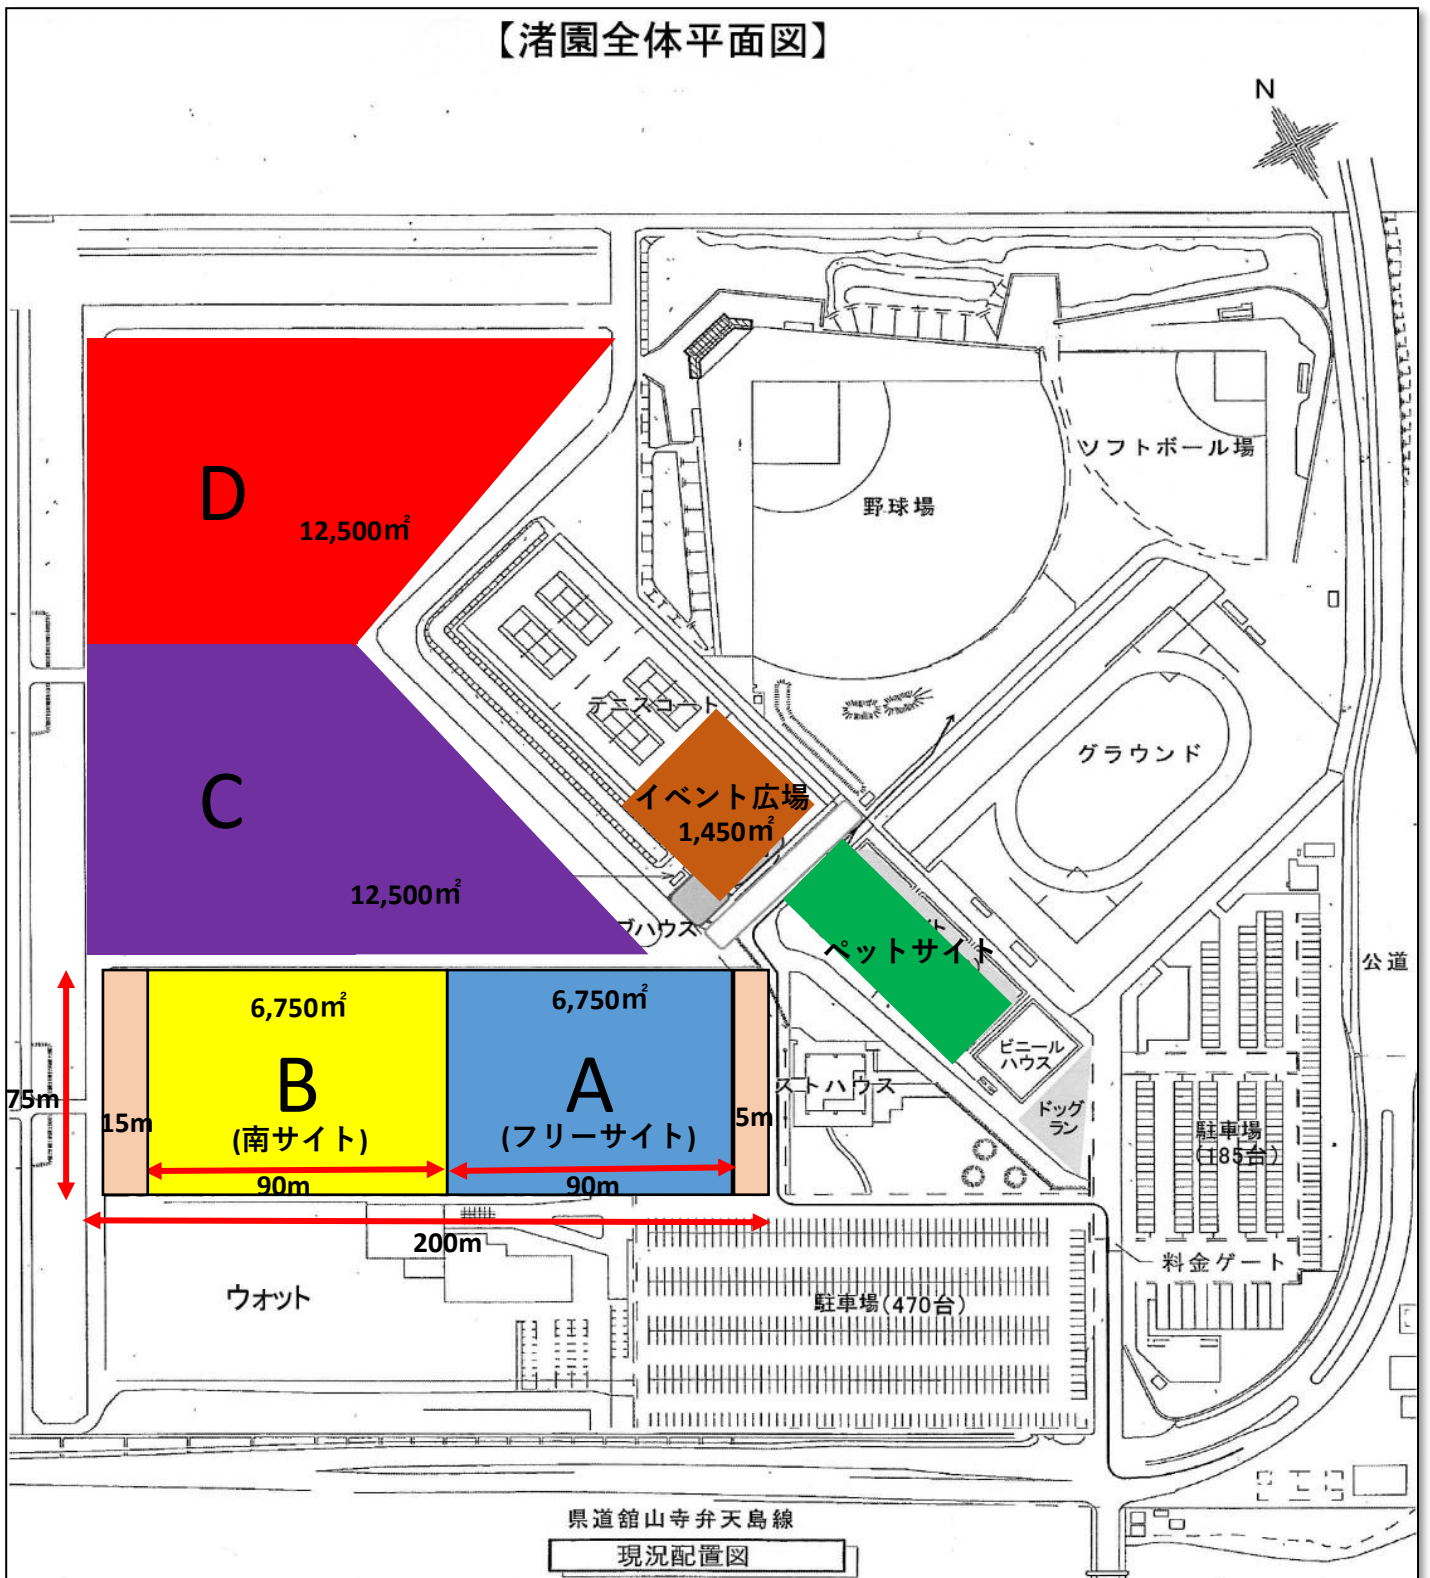 【渚園全体平面図】
N
D
12,500㎡
ソフトボール場
野球場
テニスコート
グラウンド
イベント広場
1,450㎡
C
12,500㎡
ブハウス
ペットサイト
公道
6,750㎡
6,750㎡
ビニール
ハウス
B
(南サイト)
A
(フリーサイト)
ストハウス
75m
15m
5m
ドッグ
ラン
駐車場
(185台)
90m
90m
200m
料金ゲート
ウォット
駐車場(470台)
県道舘山寺弁天島線
現況配置図